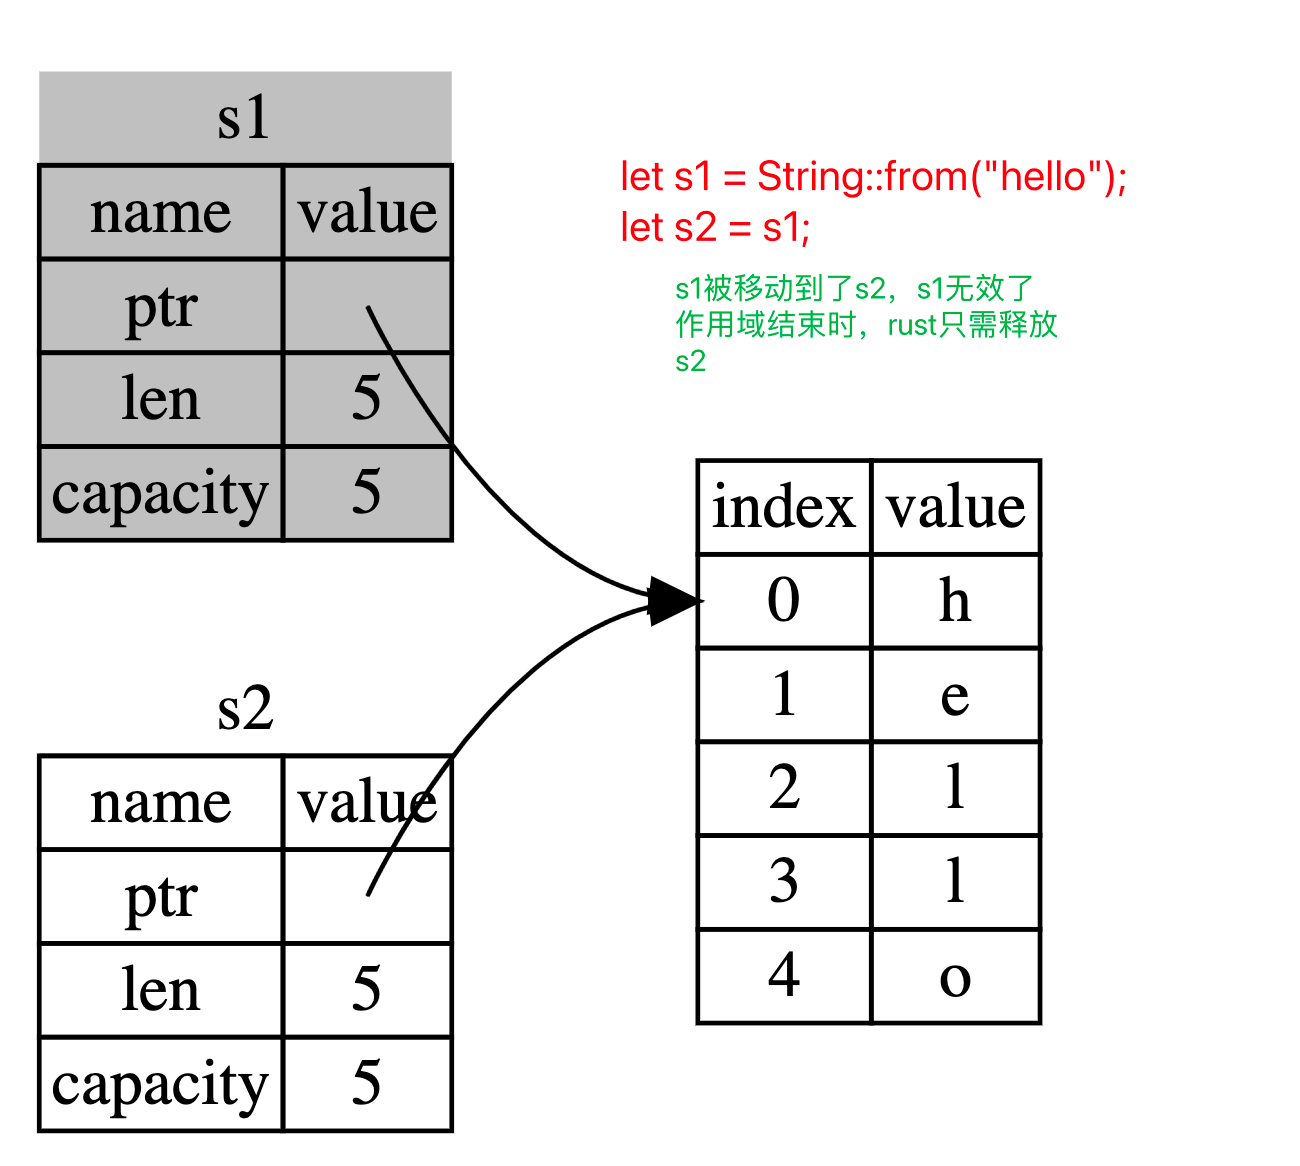 s1
name value
ptr
len 5
capacity 5
let s1 = String::from("hello");
let s2 = s1;
s1被移动到了s2，s1无效了
作用域结束时，rust只需释放
s2
index value
0 h
1 e
2 l
3 l
4 o
s2
name value
ptr
len 5
capacity 5